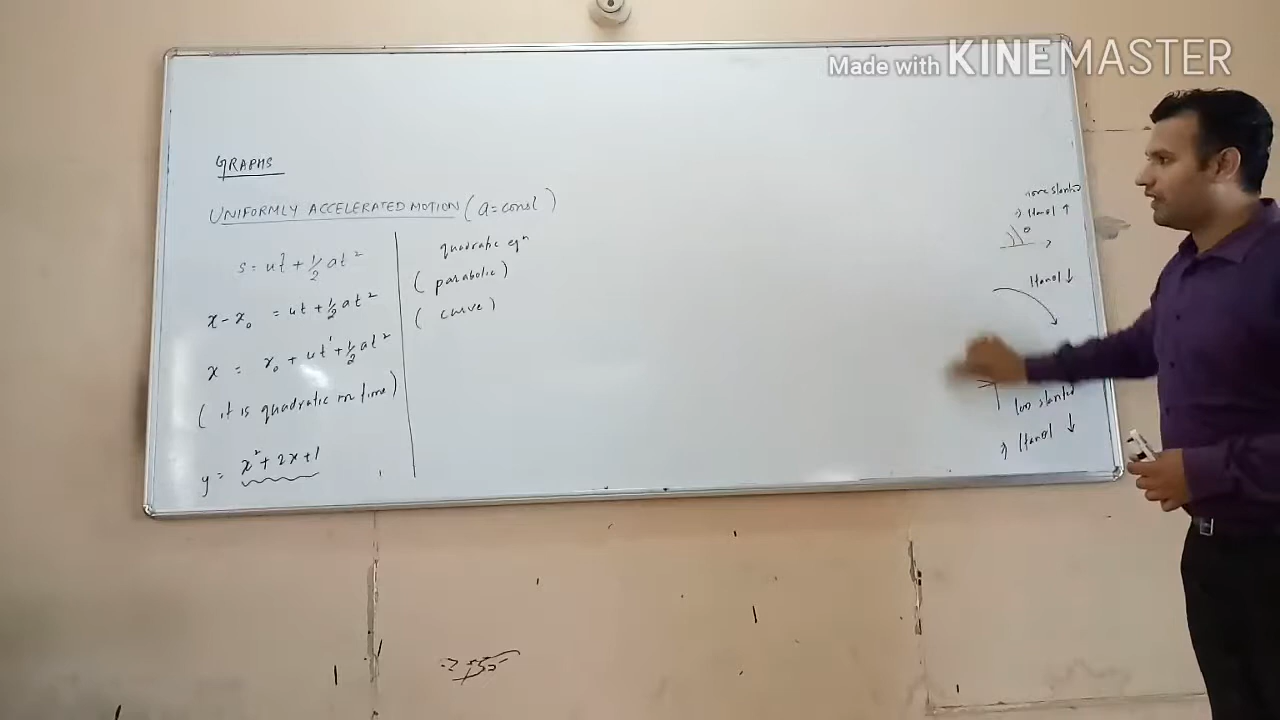 Made with KINEMASTER
GRAPHS
UNIFORMLY ACCELERATED MOTION (a = const)
s = ut + 1/2 at²
x - x₀ = ut + 1/2 at²
x = x₀ + ut' + 1/2 at²
( it is quadratic in time )
y = x² + 2x + 1
quadratic eqⁿ
( parabolic )
( curve )
more slanted
⇒ ↑
θ
↓
slanted
⇒ ↓